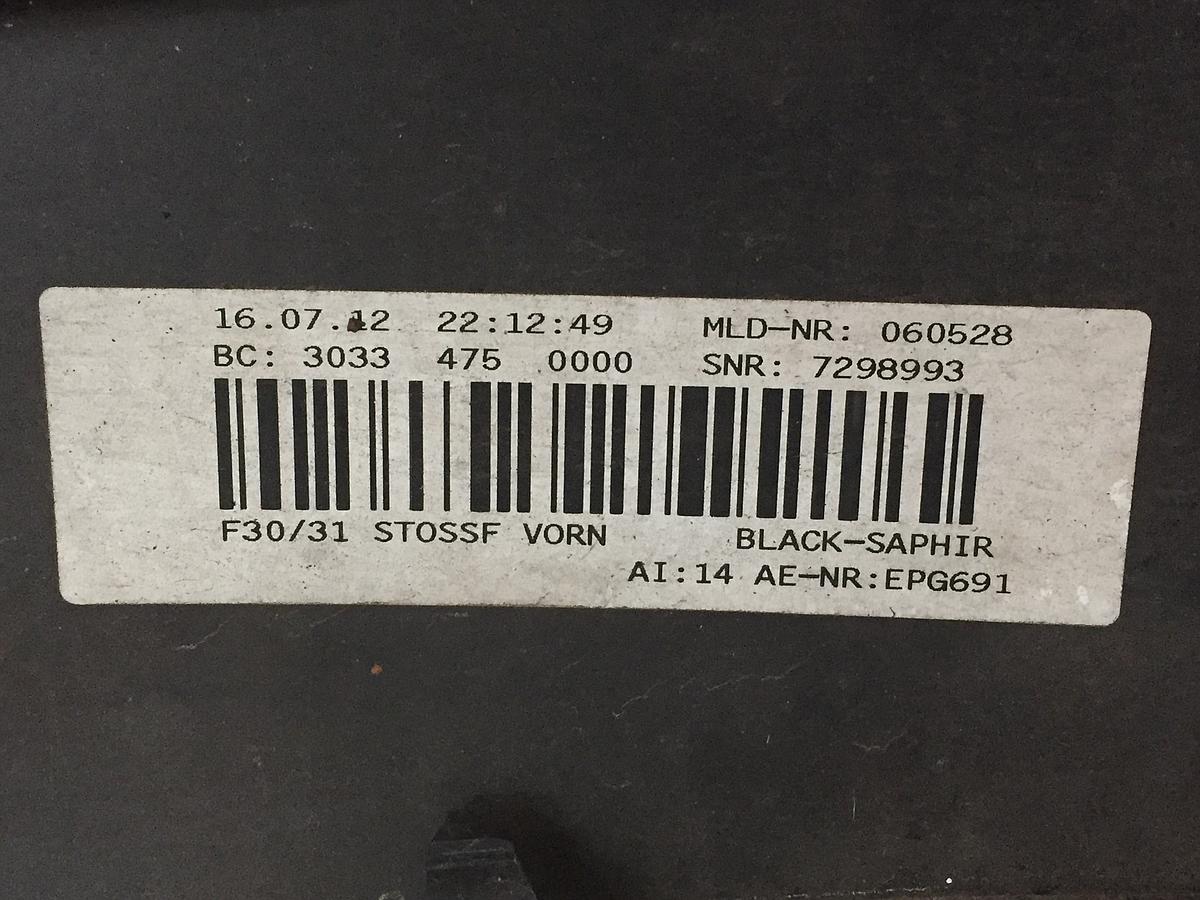 16.07.12 22:12:49 MLD-NR: 060528
BC: 3033 475 0000 SNR: 7298993
F30/31 STOSSF VORN BLACK-SAPHIR
AI:14 AE-NR:EPG691